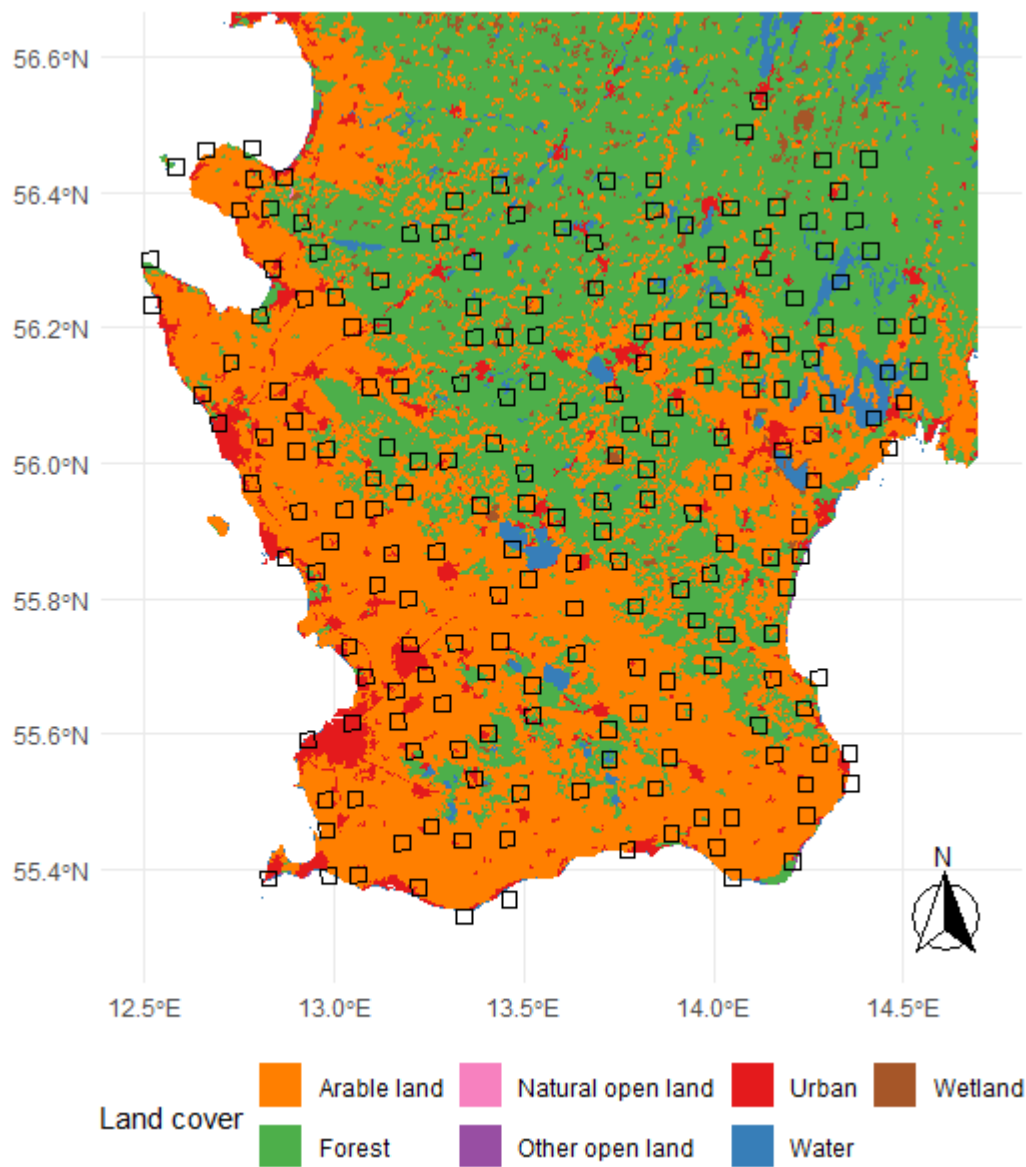 56.6°N
56.4°N
56.2°N
56.0°N
55.8°N
55.6°N
55.4°N
N
12.5°E 13.0°E 13.5°E 14.0°E 14.5°E
Land cover
Arable land Natural open land Urban Wetland
Forest Other open land Water